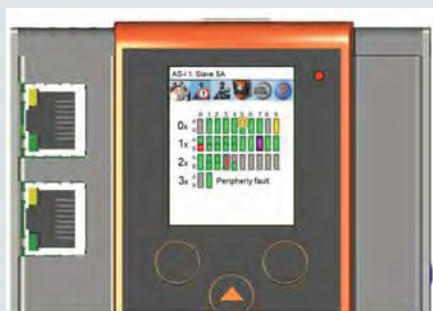 AS-i 1: Slave 5A
0 1 2 3 4 5 6 7 8 9
0x A B
1x A B
2x A B
3x A B Periphery fault